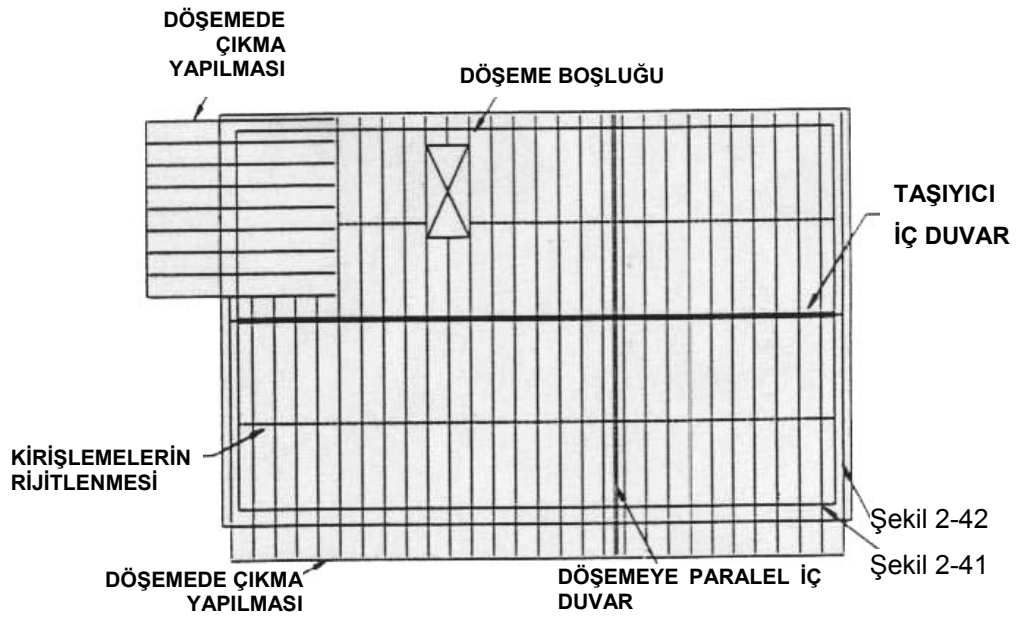 DÖŞEMEDE
ÇIKMA
YAPILMASI
DÖŞEME BOŞLUĞU
TAŞIYICI
İÇ DUVAR
KİRİŞLEMELERİN
RİJİTLENMESİ
Şekil 2-42
Şekil 2-41
DÖŞEMEDE ÇIKMA
YAPILMASI
DÖŞEMEYE PARALEL İÇ
DUVAR